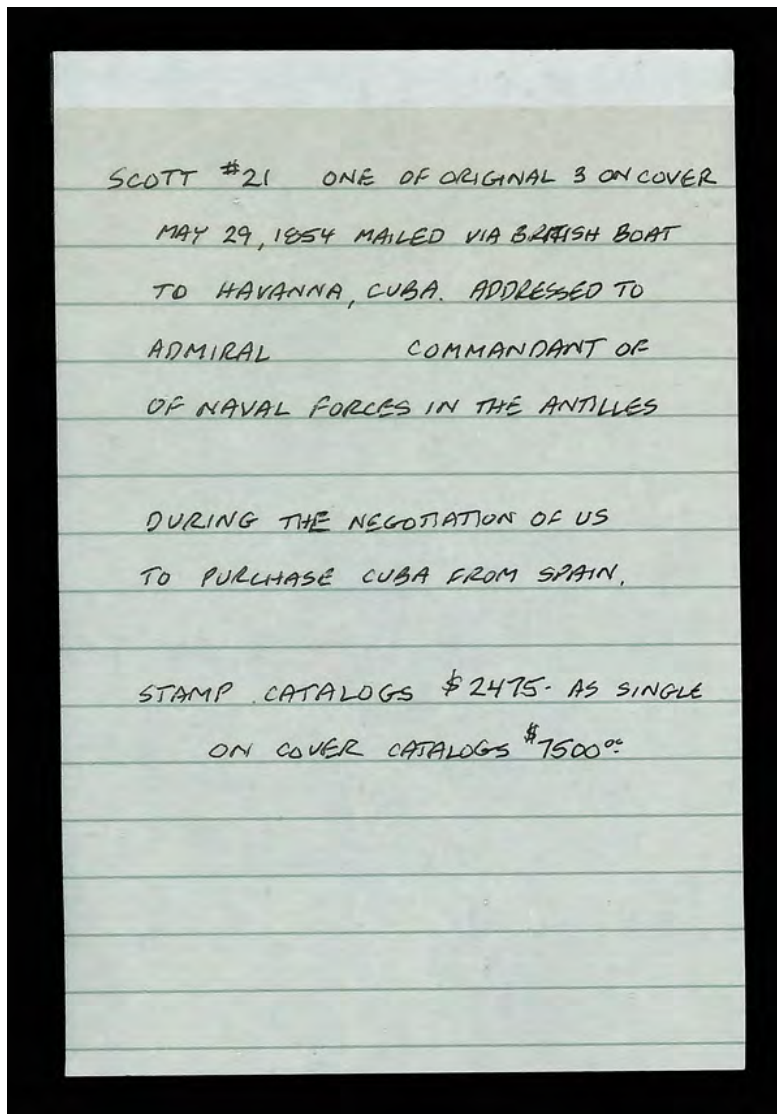 SCOTT #21 ONE OF ORIGINAL 3 ON COVER
MAY 29, 1854 MAILED VIA BRITISH BOAT
TO HAVANNA, CUBA. ADDRESSED TO
ADMIRAL COMMANDANT OF
OF NAVAL FORCES IN THE ANTILLES
DURING THE NEGOTIATION OF US
TO PURCHASE CUBA FROM SPAIN.
STAMP CATALOGS $2475- AS SINGLE
ON COVER CATALOGS $7500⁰⁰